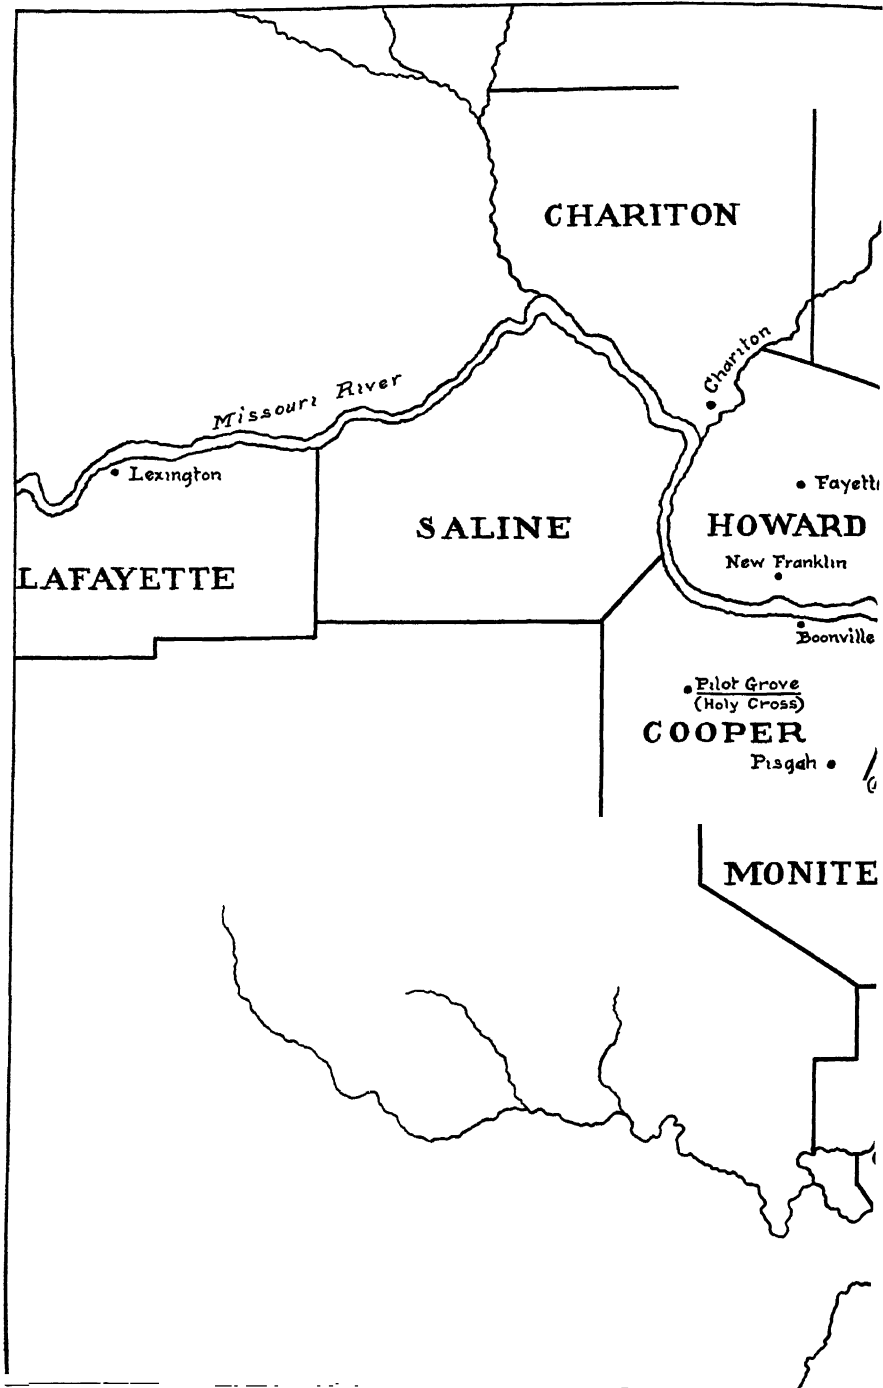 CHARITON
Chariton
Missouri River
Lexington
Fayett
SALINE
HOWARD
New Franklin
LAFAYETTE
Boonville
Pilot Grove
(Holy Cross)
COOPER
Pisgah
MONITE